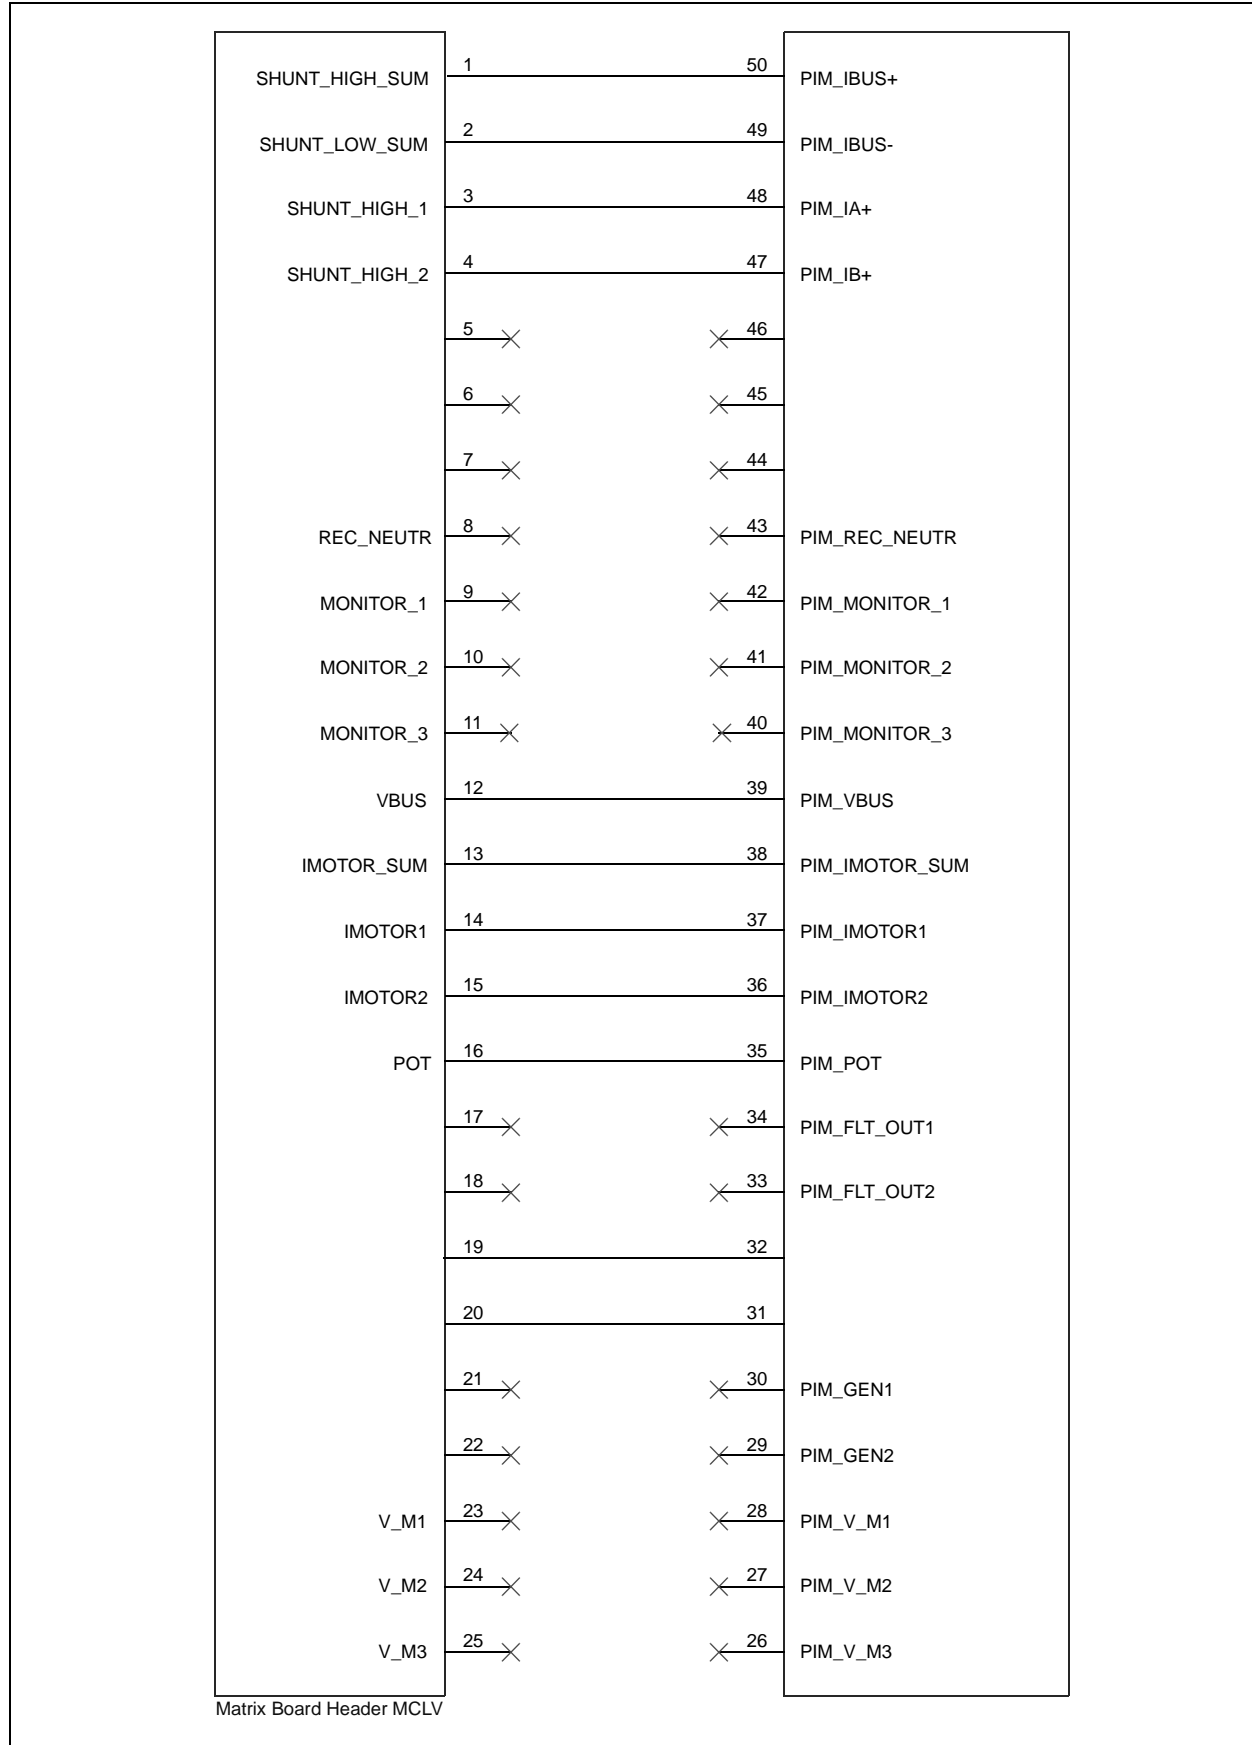 SHUNT_HIGH_SUM 1 50 PIM_IBUS+
SHUNT_LOW_SUM 2 49 PIM_IBUS-
SHUNT_HIGH_1 3 48 PIM_IA+
SHUNT_HIGH_2 4 47 PIM_IB+
5 46
6 45
7 44
REC_NEUTR 8 43 PIM_REC_NEUTR
MONITOR_1 9 42 PIM_MONITOR_1
MONITOR_2 10 41 PIM_MONITOR_2
MONITOR_3 11 40 PIM_MONITOR_3
VBUS 12 39 PIM_VBUS
IMOTOR_SUM 13 38 PIM_IMOTOR_SUM
IMOTOR1 14 37 PIM_IMOTOR1
IMOTOR2 15 36 PIM_IMOTOR2
POT 16 35 PIM_POT
17 34 PIM_FLT_OUT1
18 33 PIM_FLT_OUT2
19 32
20 31
21 30 PIM_GEN1
22 29 PIM_GEN2
V_M1 23 28 PIM_V_M1
V_M2 24 27 PIM_V_M2
V_M3 25 26 PIM_V_M3
Matrix Board Header MCLV